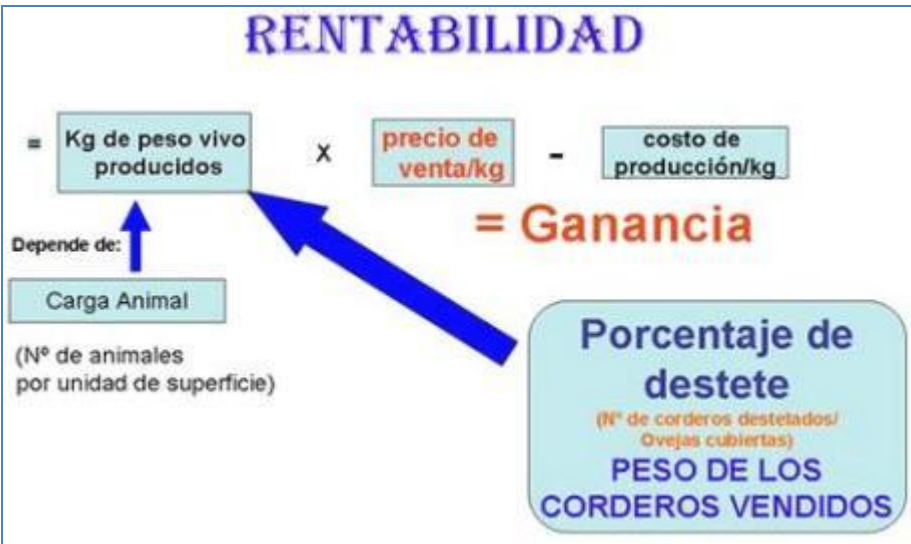 RENTABILIDAD
= Kg de peso vivo producidos x precio de venta/kg - costo de producción/kg
= Ganancia
Depende de:
Carga Animal
(Nº de animales
por unidad de superficie)
Porcentaje de
destete
(Nº de corderos destetados/
Ovejas cubiertas)
PESO DE LOS
CORDEROS VENDIDOS